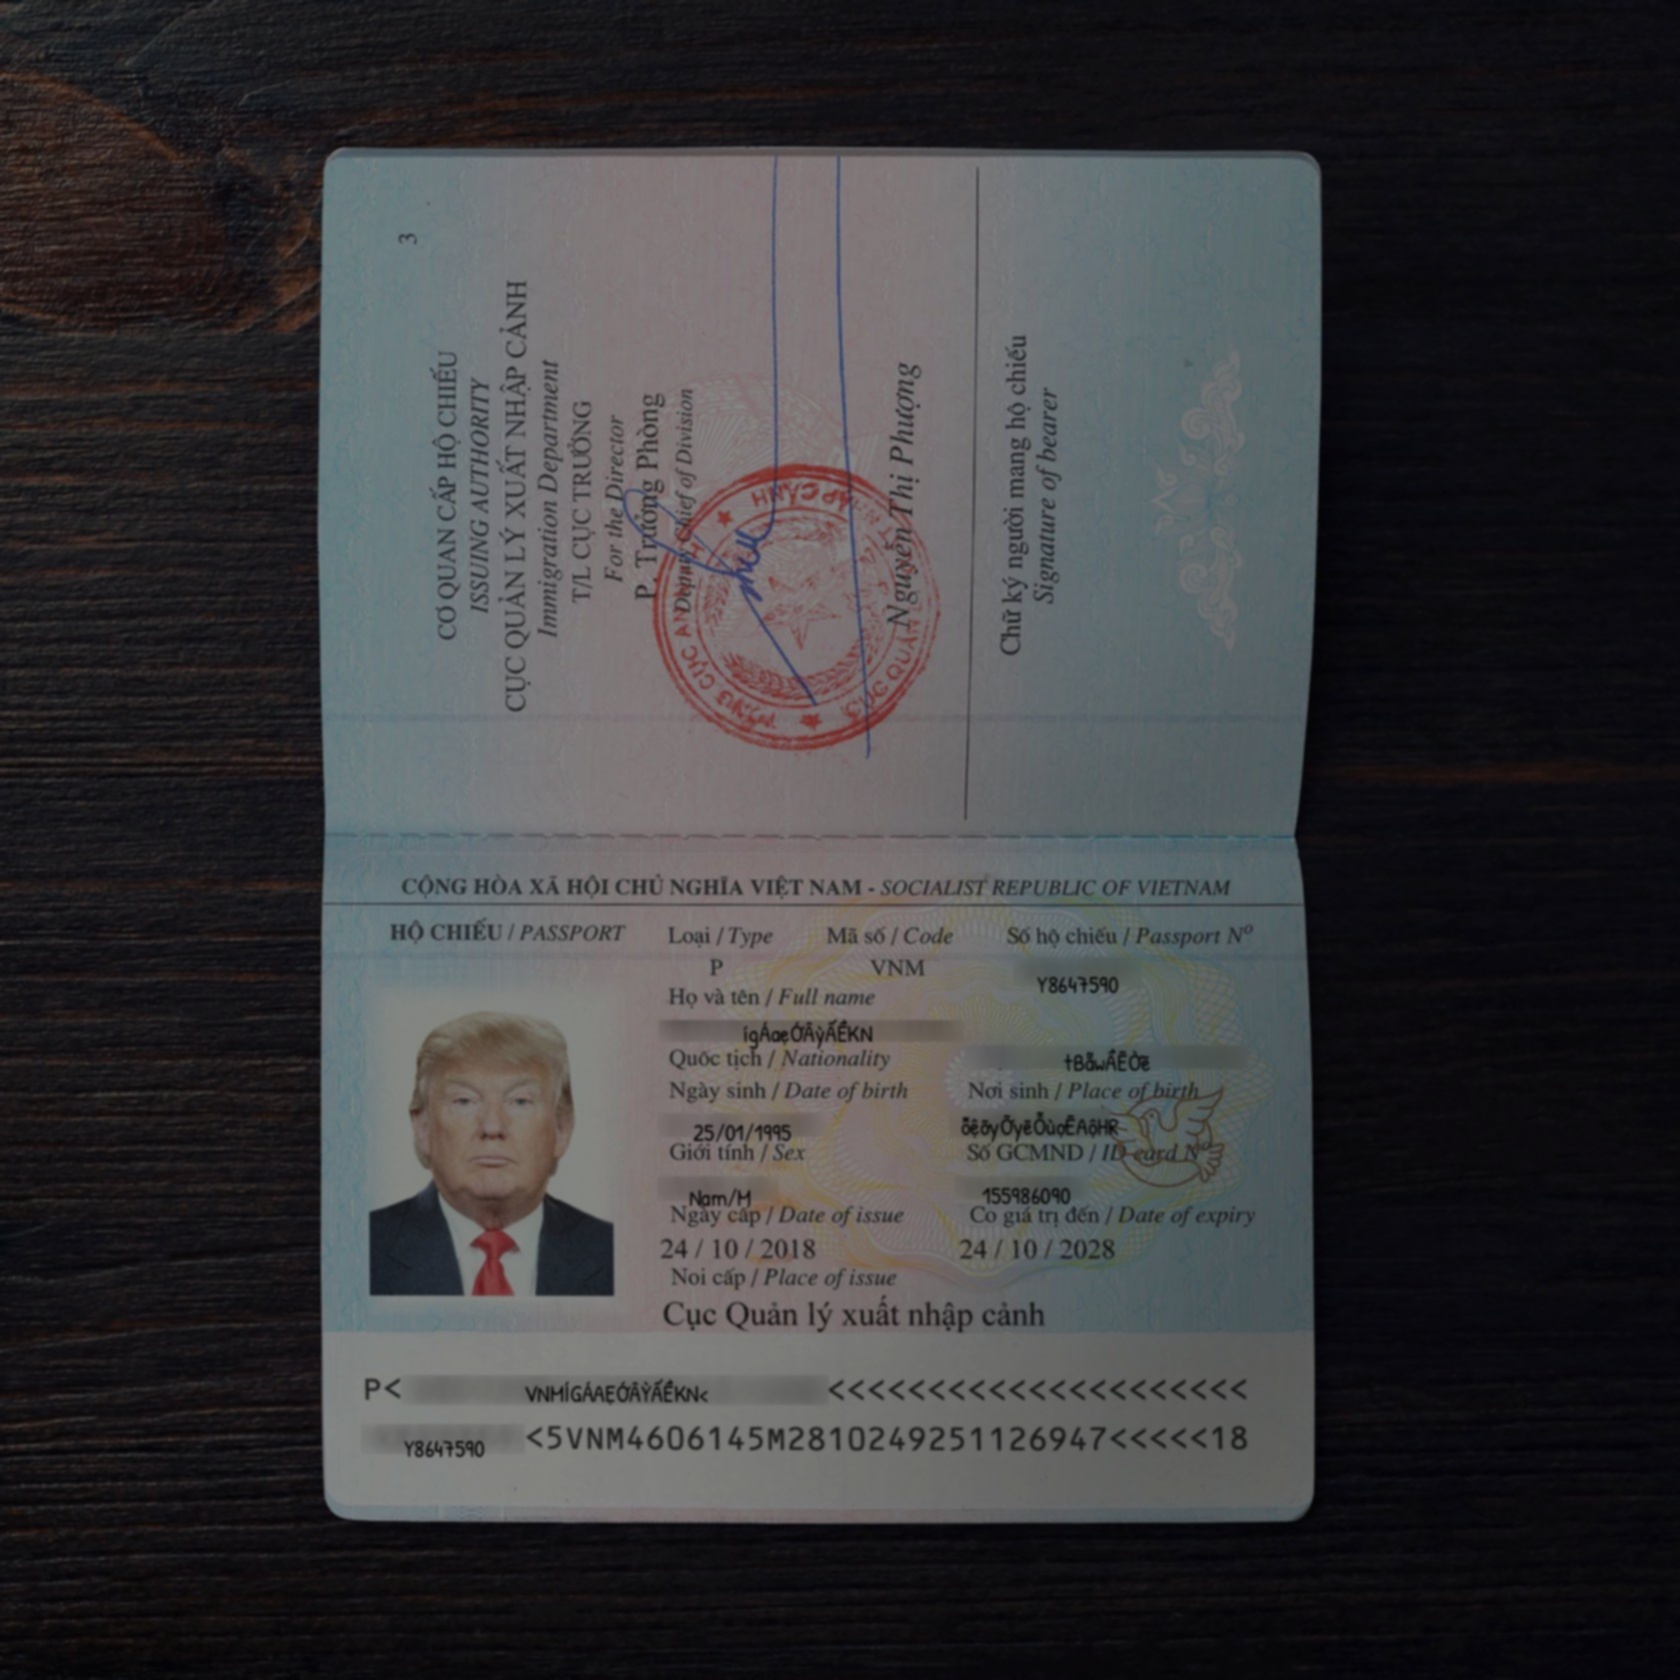 3
CƠ QUAN CẤP HỘ CHIẾU
ISSUING AUTHORITY
CỤC QUẢN LÝ XUẤT NHẬP CẢNH
Immigration Department
T/L CỤC TRƯỞNG
For the Director
P. Trưởng Phòng
Deputy Chief of Division
Nguyễn Thị Phượng
Chữ ký người mang hộ chiếu
Signature of bearer
CỘNG HÒA XÃ HỘI CHỦ NGHĨA VIỆT NAM - SOCIALIST REPUBLIC OF VIETNAM
HỘ CHIẾU / PASSPORT Loại / Type Mã số / Code Số hộ chiếu / Passport Nº
P VNM Y8647590
Họ và tên / Full name
ígÁaẹỚÂỳẤỀKN
Quốc tịch / Nationality
Ngày sinh / Date of birth Nơi sinh / Place of birth
25/01/1995
Giới tính / Sex Số GCMND / ID card Nº
Nam/M 155986090
Ngày cấp / Date of issue Có giá trị đến / Date of expiry
24 / 10 / 2018 24 / 10 / 2028
Noi cấp / Place of issue
Cục Quản lý xuất nhập cảnh
P< VNMÍGÁAẸỚÂỲẤỀKN< <<<<<<<<<<<<<<<<<<<<<<
Y8647590 <5VNM4606145M2810249251126947<<<<<18